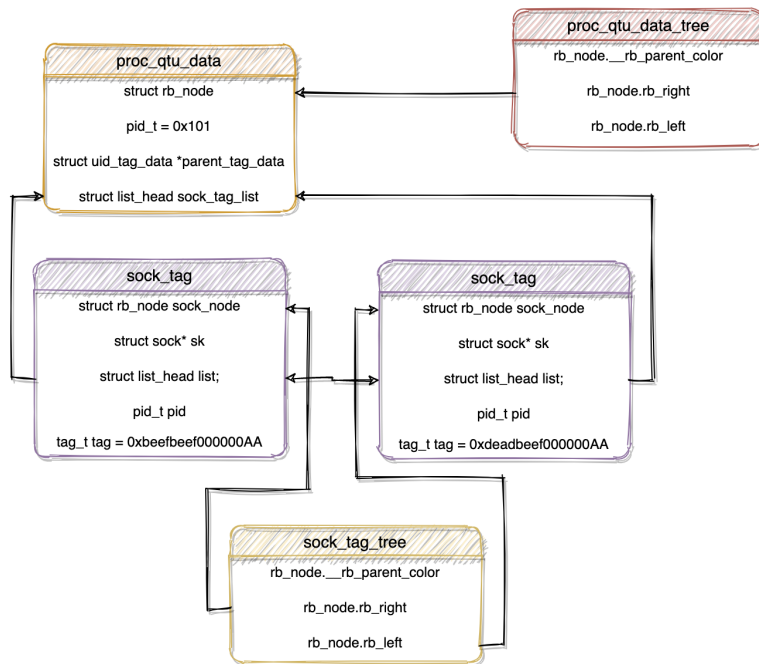 proc_qtu_data_tree
rb_node.__rb_parent_color
rb_node.rb_right
rb_node.rb_left
proc_qtu_data
struct rb_node
pid_t = 0x101
struct uid_tag_data *parent_tag_data
struct list_head sock_tag_list
sock_tag
struct rb_node sock_node
struct sock* sk
struct list_head list;
pid_t pid
tag_t tag = 0xbeefbeef000000AA
sock_tag
struct rb_node sock_node
struct sock* sk
struct list_head list;
pid_t pid
tag_t tag = 0xdeadbeef000000AA
sock_tag_tree
rb_node.__rb_parent_color
rb_node.rb_right
rb_node.rb_left